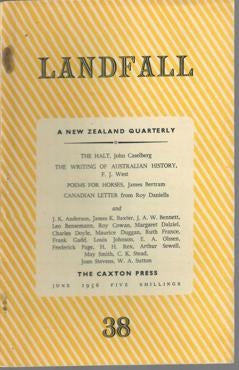 LANDFALL
A NEW ZEALAND QUARTERLY
THE HALT, John Caselberg
THE WRITING OF AUSTRALIAN HISTORY,
F. J. West
POEMS FOR HORSES, James Bertram
CANADIAN LETTER from Roy Daniells
and
J. K. Anderson, James K. Baxter, J. A. W. Bennett,
Leo Bensemann, Roy Cowan, Margaret Dalziel,
Charles Doyle, Maurice Duggan, Ruth France,
Frank Gadd, Louis Johnson, E. A. Olssen,
Frederick Page, H. H. Rex, Arthur Sewell,
May Smith, C. K. Stead,
Joan Stevens, W. A. Sutton
THE CAXTON PRESS
JUNE 1956 FIVE SHILLINGS
38